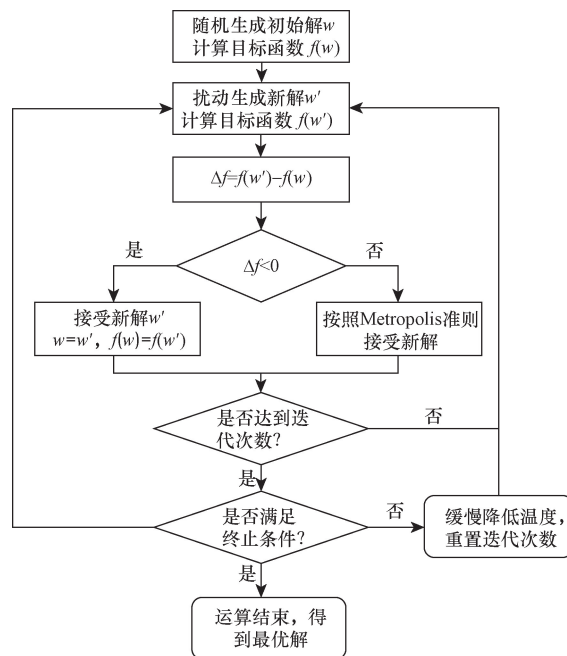 随机生成初始解w
计算目标函数 f(w)
扰动生成新解w′
计算目标函数 f(w′)
Δf=f(w′)−f(w)
是
Δf<0
否
接受新解w′
w=w′，f(w)=f(w′)
按照Metropolis准则
接受新解
是否达到迭
代次数?
否
是
是否满足
终止条件?
否
缓慢降低温度，
重置迭代次数
是
运算结束，得
到最优解